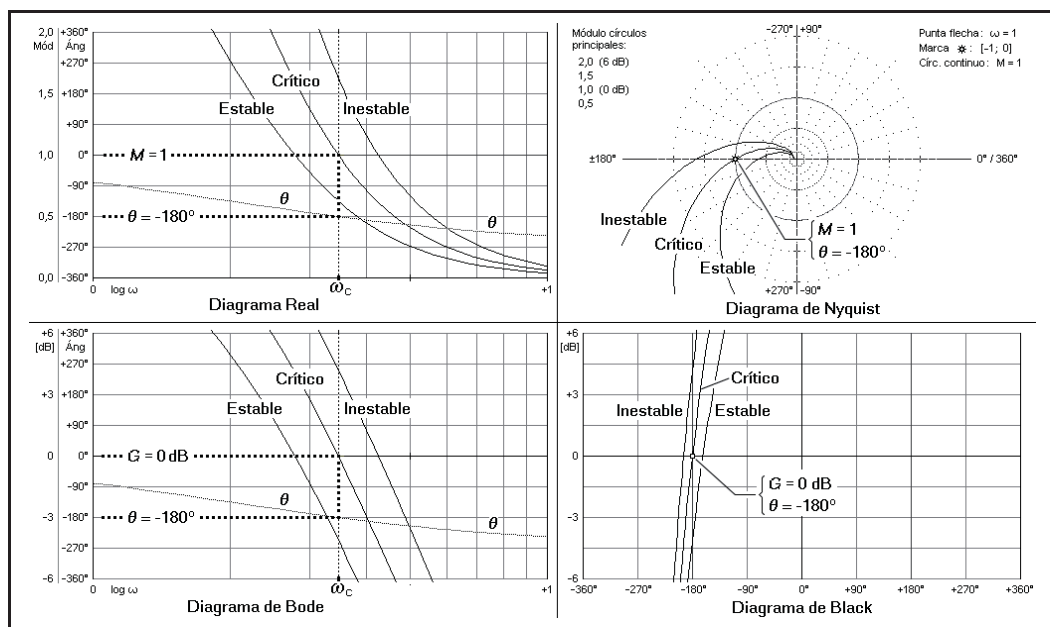 2,0 +360°
Mód Áng
+270°
1,5 +180°
+90°
1,0 0°
-90°
0,5 -180°
-270°
0,0 -360°
Crítico
Estable
Inestable
M = 1
θ
θ = -180°
θ
0 log ω ω_C +1
Diagrama Real
Módulo círculos
principales:
2,0 (6 dB)
1,5
1,0 (0 dB)
0,5
-270° +90°
Punta flecha: ω = 1
Marca ✲: [-1; 0]
Círc. continuo: M = 1
±180°
0° / 360°
Inestable
Crítico
Estable
M = 1
θ = -180°
+270° -90°
Diagrama de Nyquist
+6 +360°
[dB] Áng
+270°
+3 +180°
+90°
0 0°
-90°
-3 -180°
-270°
-6 -360°
Crítico
Estable
Inestable
G = 0 dB
θ
θ = -180°
θ
0 log ω ω_C +1
Diagrama de Bode
+6
[dB]
+3
0
-3
-6
Crítico
Inestable
Estable
G = 0 dB
θ = -180°
-360° -270° -180° -90° 0° +90° +180° +270° +360°
Diagrama de Black